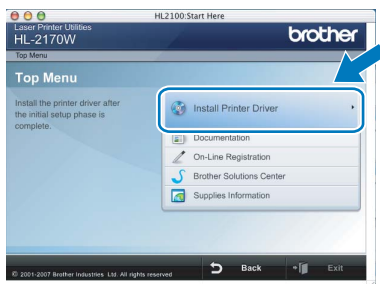 HL2100:Start Here
Laser Printer Utilities
HL-2170W
brother
Top Menu
Top Menu
Install the printer driver after
the initial setup phase is
complete.
Install Printer Driver
Documentation
On-Line Registration
Brother Solutions Center
Supplies Information
© 2001-2007 Brother Industries Ltd. All rights reserved
Back
Exit